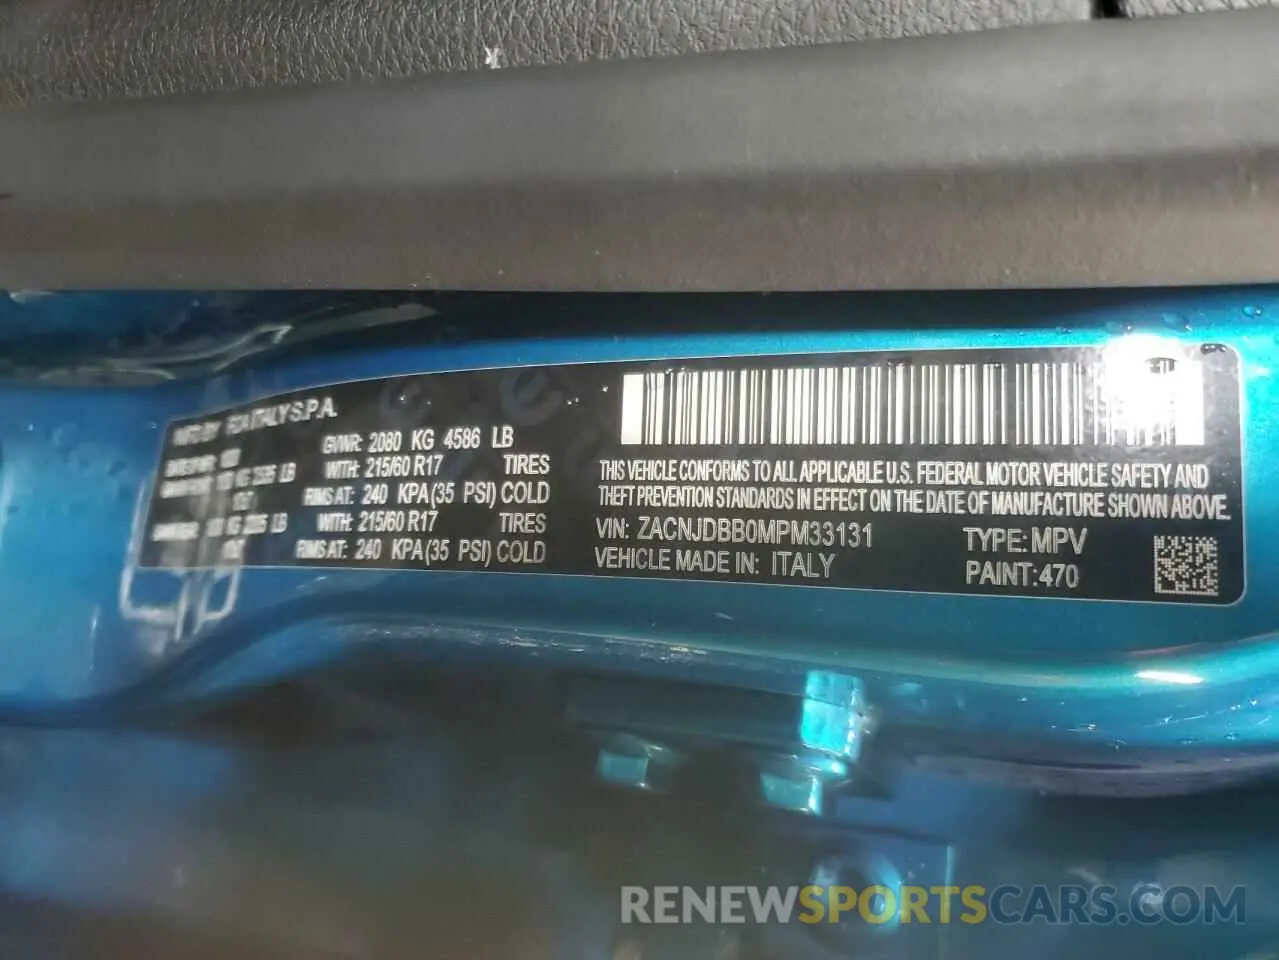 MFD BY FCA ITALY S.P.A.
GVWR: 2080 KG 4586 LB
WITH: 215/60 R17 TIRES
RIMS AT: 240 KPA (35 PSI) COLD
WITH: 215/60 R17 TIRES
RIMS AT: 240 KPA (35 PSI) COLD
THIS VEHICLE CONFORMS TO ALL APPLICABLE U.S. FEDERAL MOTOR VEHICLE SAFETY AND
THEFT PREVENTION STANDARDS IN EFFECT ON THE DATE OF MANUFACTURE SHOWN ABOVE.
VIN: ZACNJDBB0MPM33131 TYPE: MPV
VEHICLE MADE IN: ITALY PAINT: 470
RENEWSPORTSCARS.COM